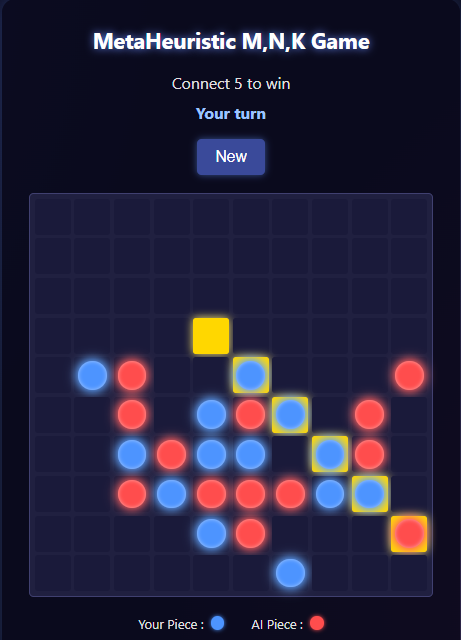 MetaHeuristic M,N,K Game
Connect 5 to win
Your turn
New
Your Piece : AI Piece :